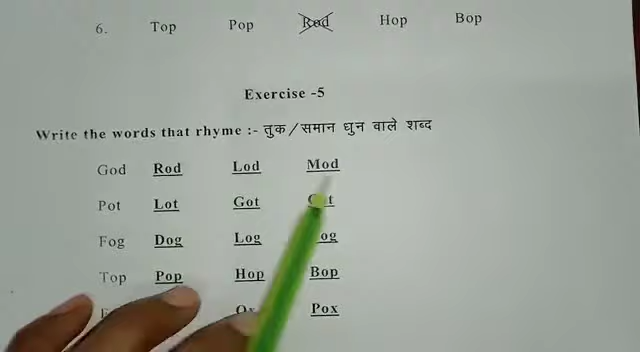 6. Top Pop Rod Hop Bop
Exercise -5
Write the words that rhyme :- तुक/समान धुन वाले शब्द
God Rod Lod Mod
Pot Lot Got
Fog Dog Log
Top Pop Hop Bop
Pox